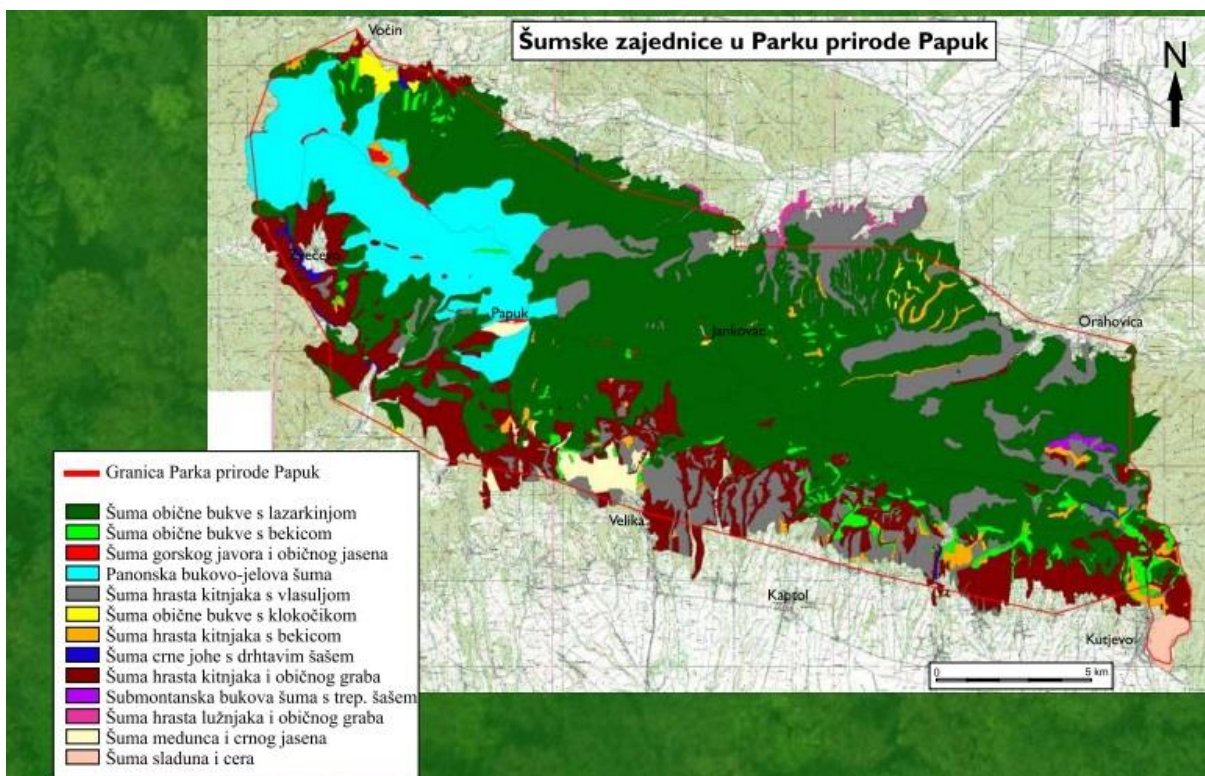 Šumske zajednice u Parku prirode Papuk
N
Voćin
Zvečevo
Papuk
Jankovac
Orahovica
Velika
Kaptol
Kutjevo
0 5 km
Granica Parka prirode Papuk
Šuma obične bukve s lazarkinjom
Šuma obične bukve s bekicom
Šuma gorskog javora i običnog jasena
Panonska bukovo-jelova šuma
Šuma hrasta kitnjaka s vlasuljom
Šuma obične bukve s klokočikom
Šuma hrasta kitnjaka s bekicom
Šuma crne johe s drhtavim šašem
Šuma hrasta kitnjaka i običnog graba
Submontanska bukova šuma s trep. šašem
Šuma hrasta lužnjaka i običnog graba
Šuma medunca i crnog jasena
Šuma sladuna i cera